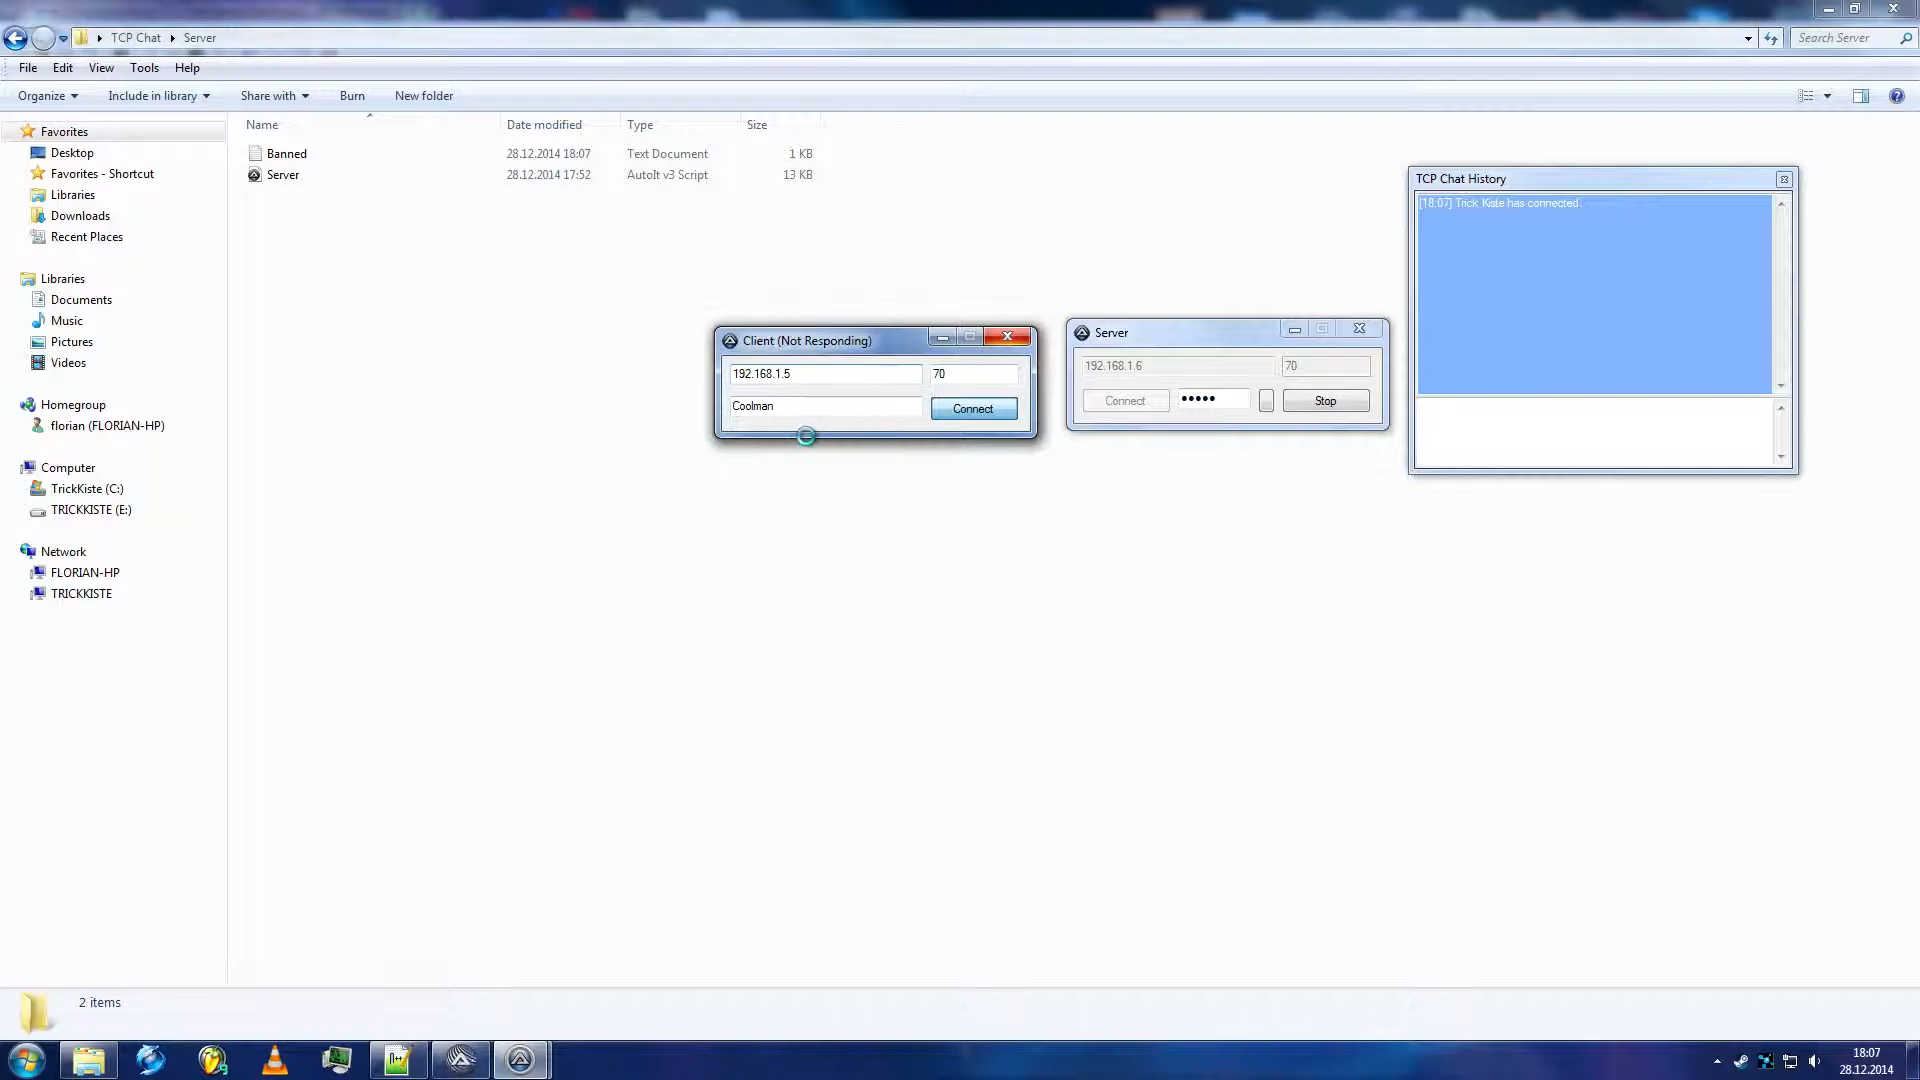 TCP Chat
Server
Search Server
File Edit View Tools Help
Organize Include in library Share with Burn New folder
Name Date modified Type Size
Banned 28.12.2014 18:07 Text Document 1 KB
Server 28.12.2014 17:52 AutoIt v3 Script 13 KB
Favorites
Desktop
Favorites - Shortcut
Libraries
Downloads
Recent Places
Libraries
Documents
Music
Pictures
Videos
Homegroup
florian (FLORIAN-HP)
Computer
TrickKiste (C:)
TRICKKISTE (E:)
Network
FLORIAN-HP
TRICKKISTE
Client (Not Responding)
192.168.1.5 70
Coolman Connect
Server
192.168.1.6 70
Connect ••••• Stop
TCP Chat History
[18:07] Trick Kiste has connected.
2 items
18:07
28.12.2014